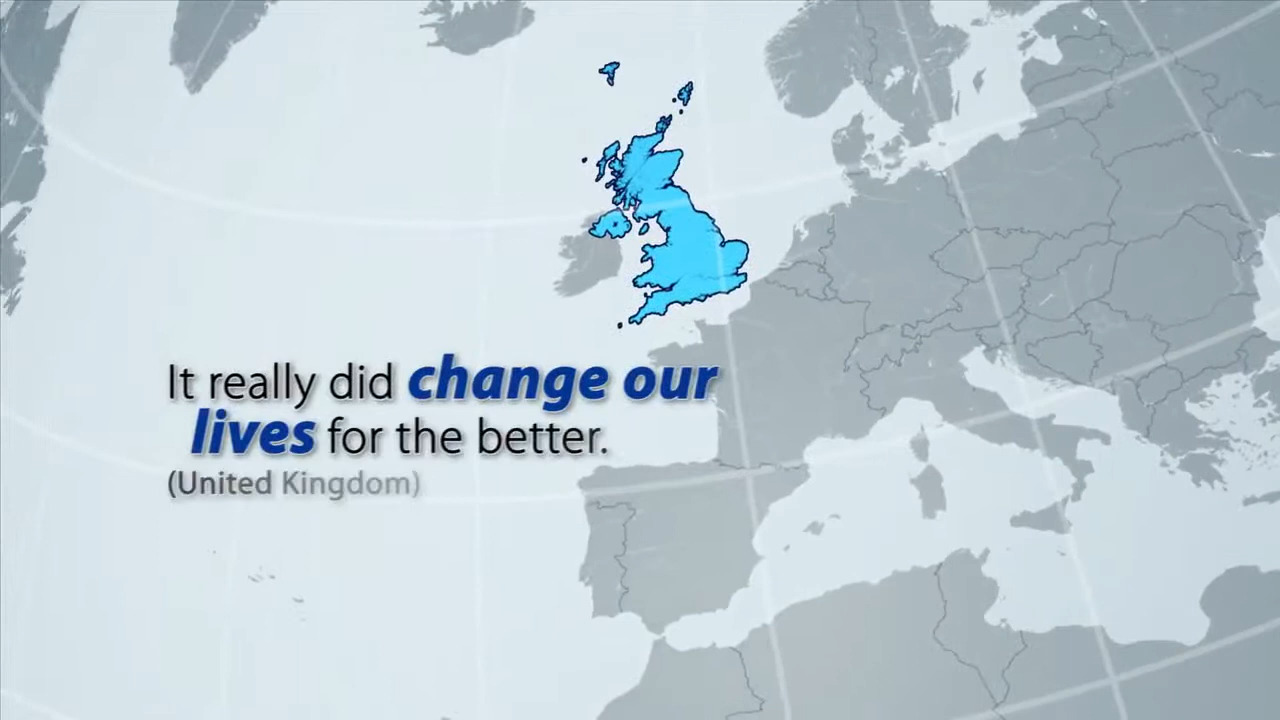 It really did change our
lives for the better.
(United Kingdom)